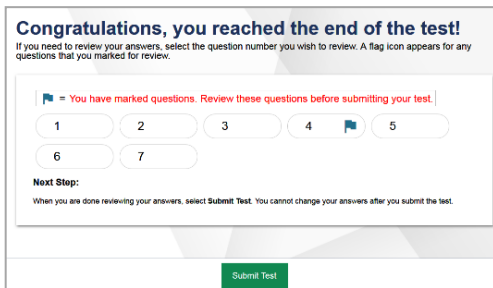 Congratulations, you reached the end of the test!
If you need to review your answers, select the question number you wish to review. A flag icon appears for any
questions that you marked for review.
= You have marked questions. Review these questions before submitting your test.
1 2 3 4 5
6 7
Next Step:
When you are done reviewing your answers, select Submit Test. You cannot change your answers after you submit the test.
Submit Test